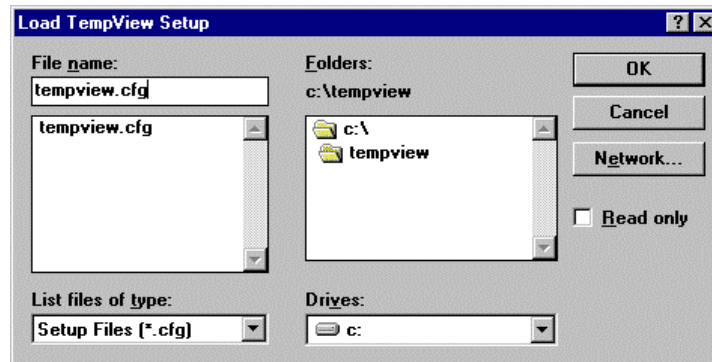 Load TempView Setup
File name:
tempview.cfg
tempview.cfg
Folders:
c:\tempview
c:\
tempview
OK
Cancel
Network...
Read only
List files of type:
Setup Files (*.cfg)
Drives:
c: